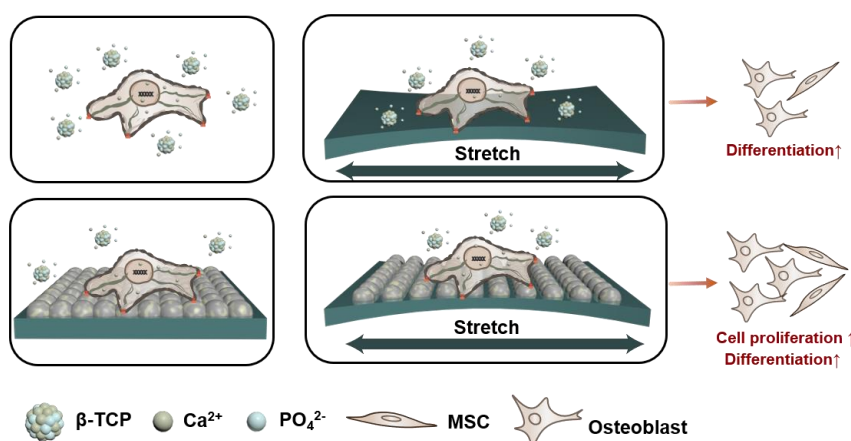 Stretch
Differentiation↑
Stretch
Cell proliferation ↑
Differentiation↑
β-TCP Ca²⁺ PO₄²⁻ MSC Osteoblast